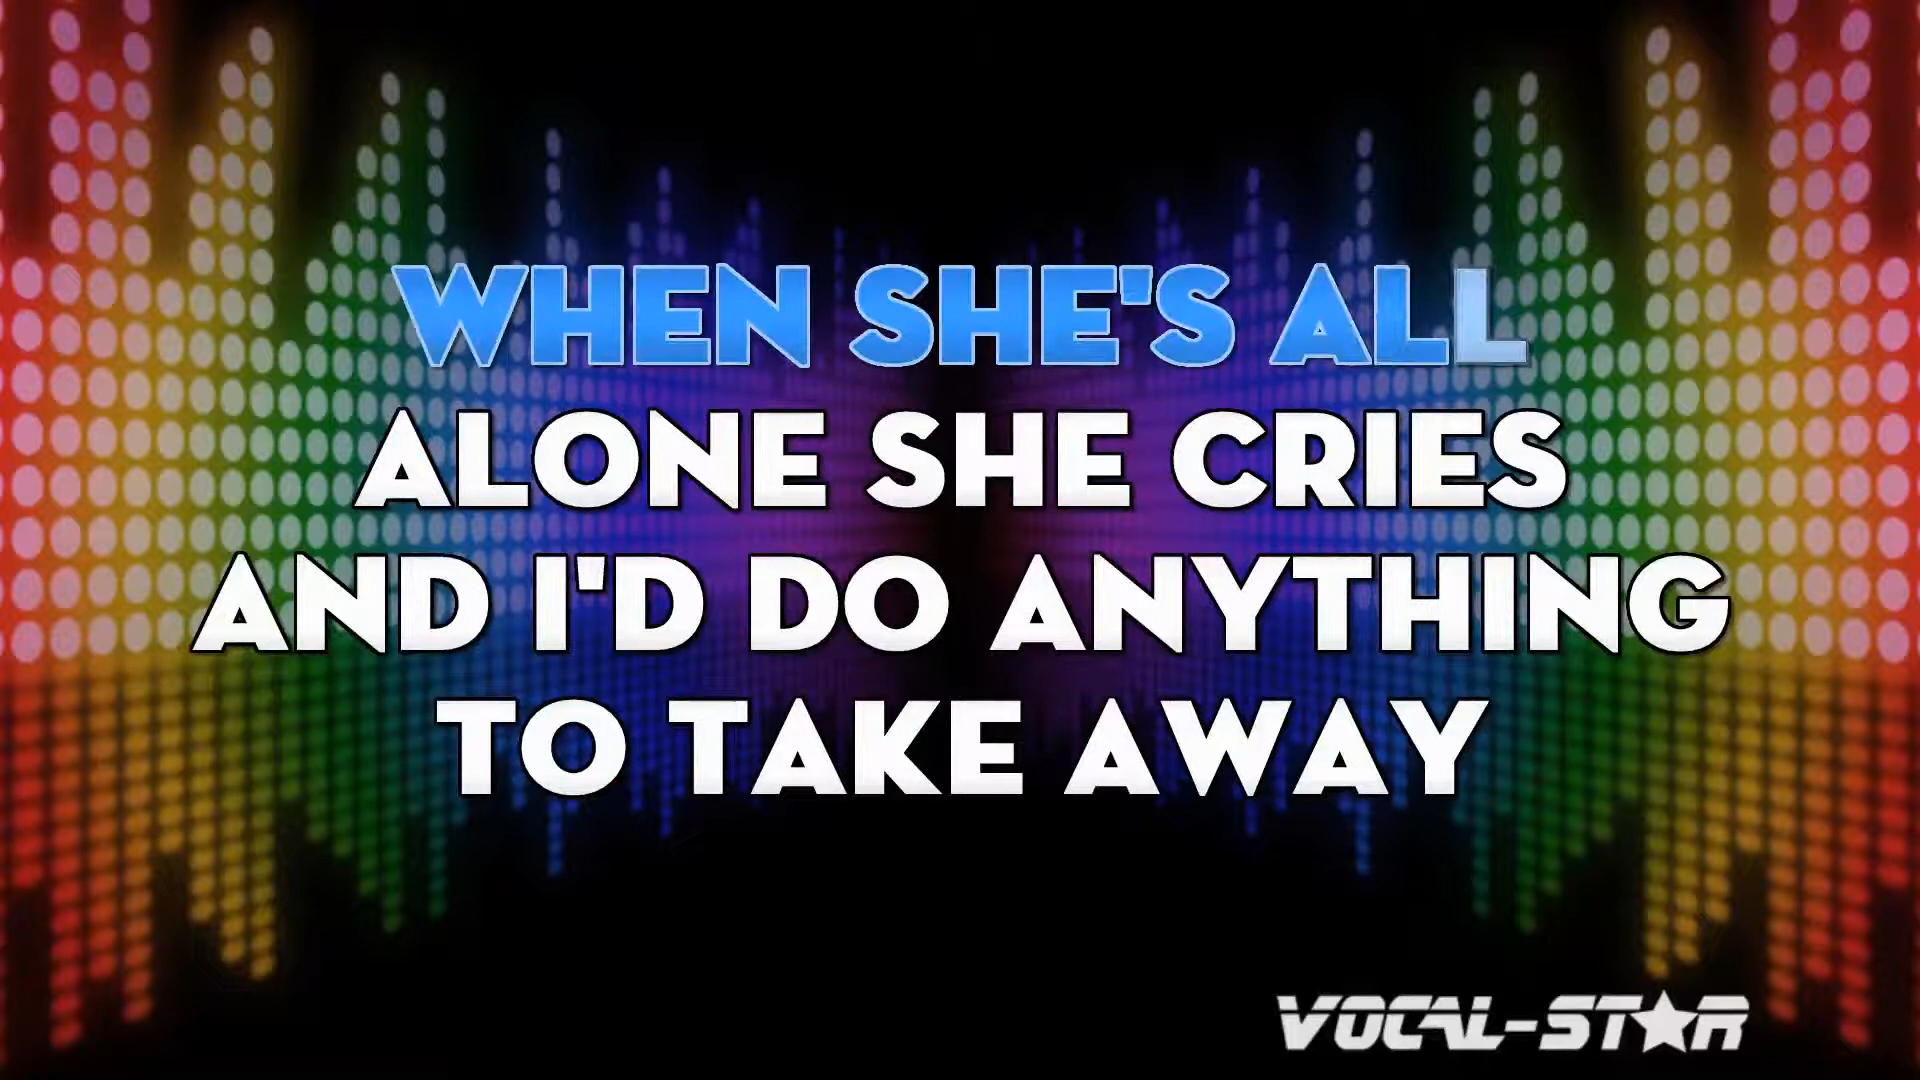 WHEN SHE'S ALL
ALONE SHE CRIES
AND I'D DO ANYTHING
TO TAKE AWAY
VOCAL-STAR